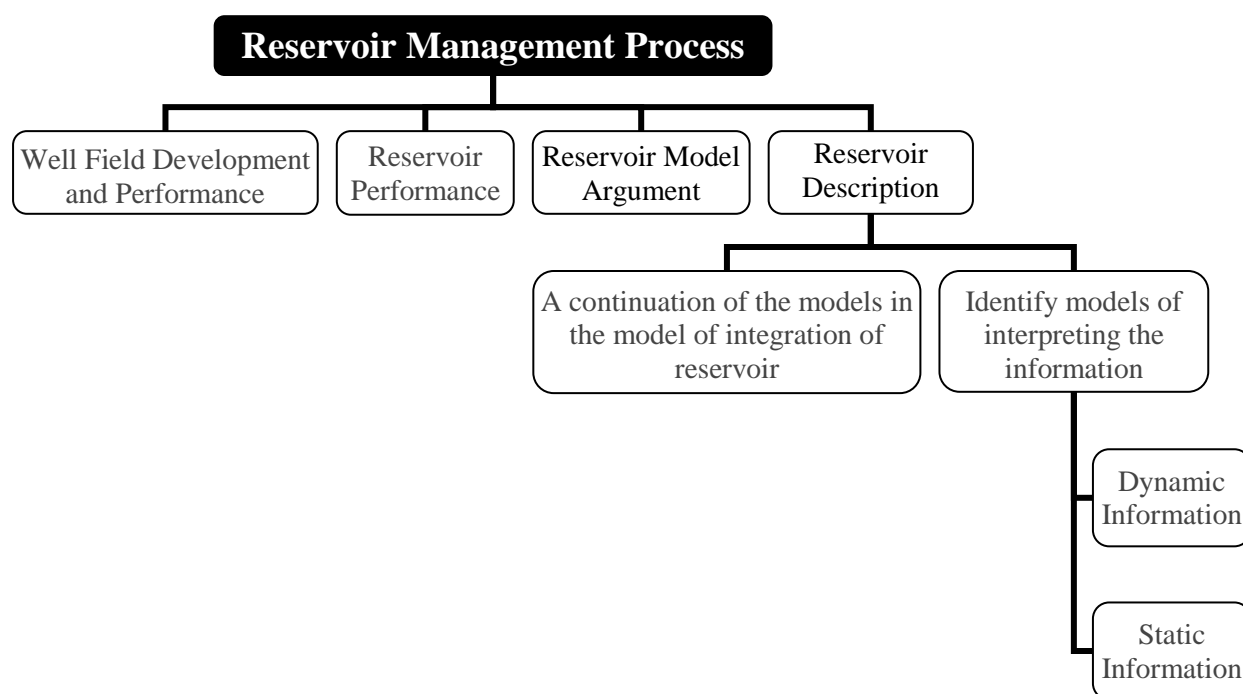 Reservoir Management Process
Well Field Development
and Performance
Reservoir
Performance
Reservoir Model
Argument
Reservoir
Description
A continuation of the models in
the model of integration of
reservoir
Identify models of
interpreting the
information
Dynamic
Information
Static
Information